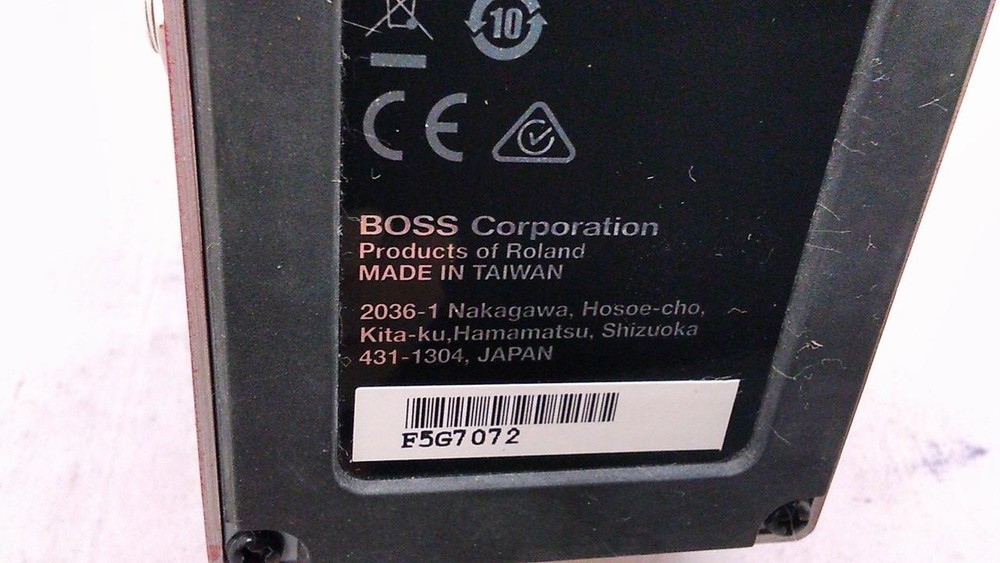 10
CE
BOSS Corporation
Products of Roland
MADE IN TAIWAN
2036-1 Nakagawa, Hosoe-cho,
Kita-ku,Hamamatsu, Shizuoka
431-1304, JAPAN
F5G7072